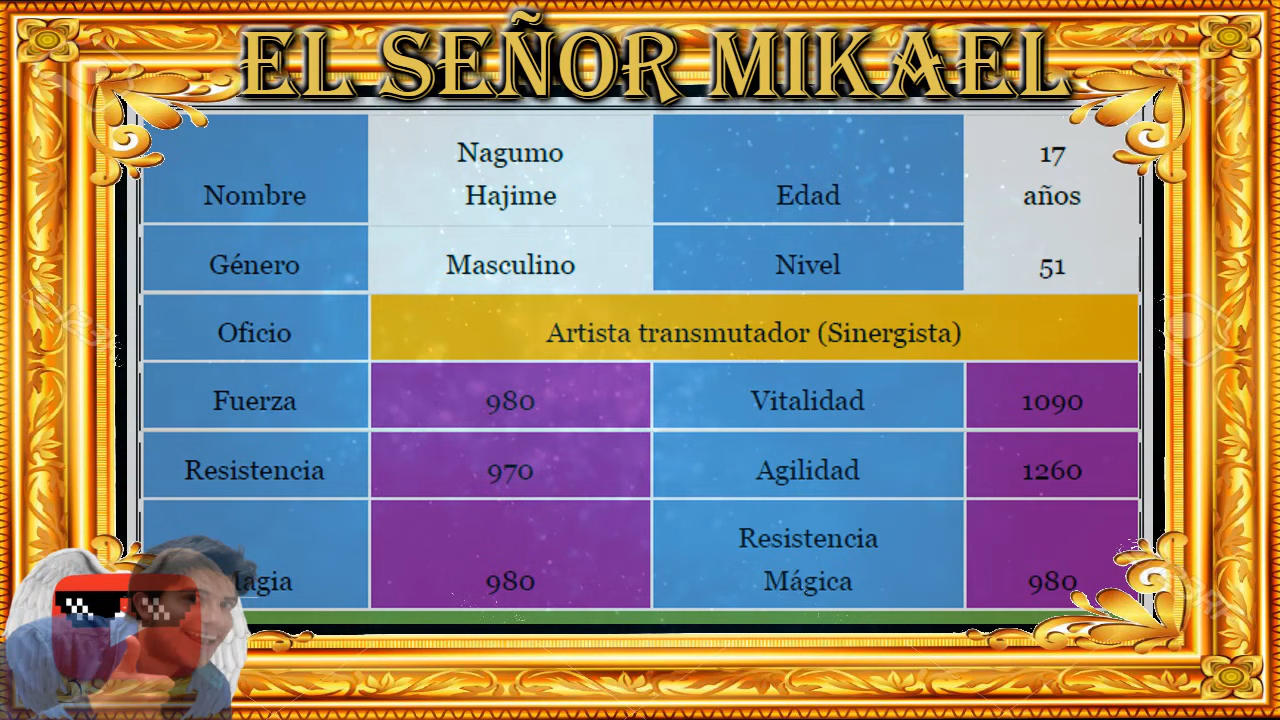 EL SEÑOR MIKAEL
Nombre
Nagumo
Hajime
Edad
17
años
Género
Masculino
Nivel
51
Oficio
Artista transmutador (Sinergista)
Fuerza
980
Vitalidad
1090
Resistencia
970
Agilidad
1260
agia
980
Resistencia
Mágica
980